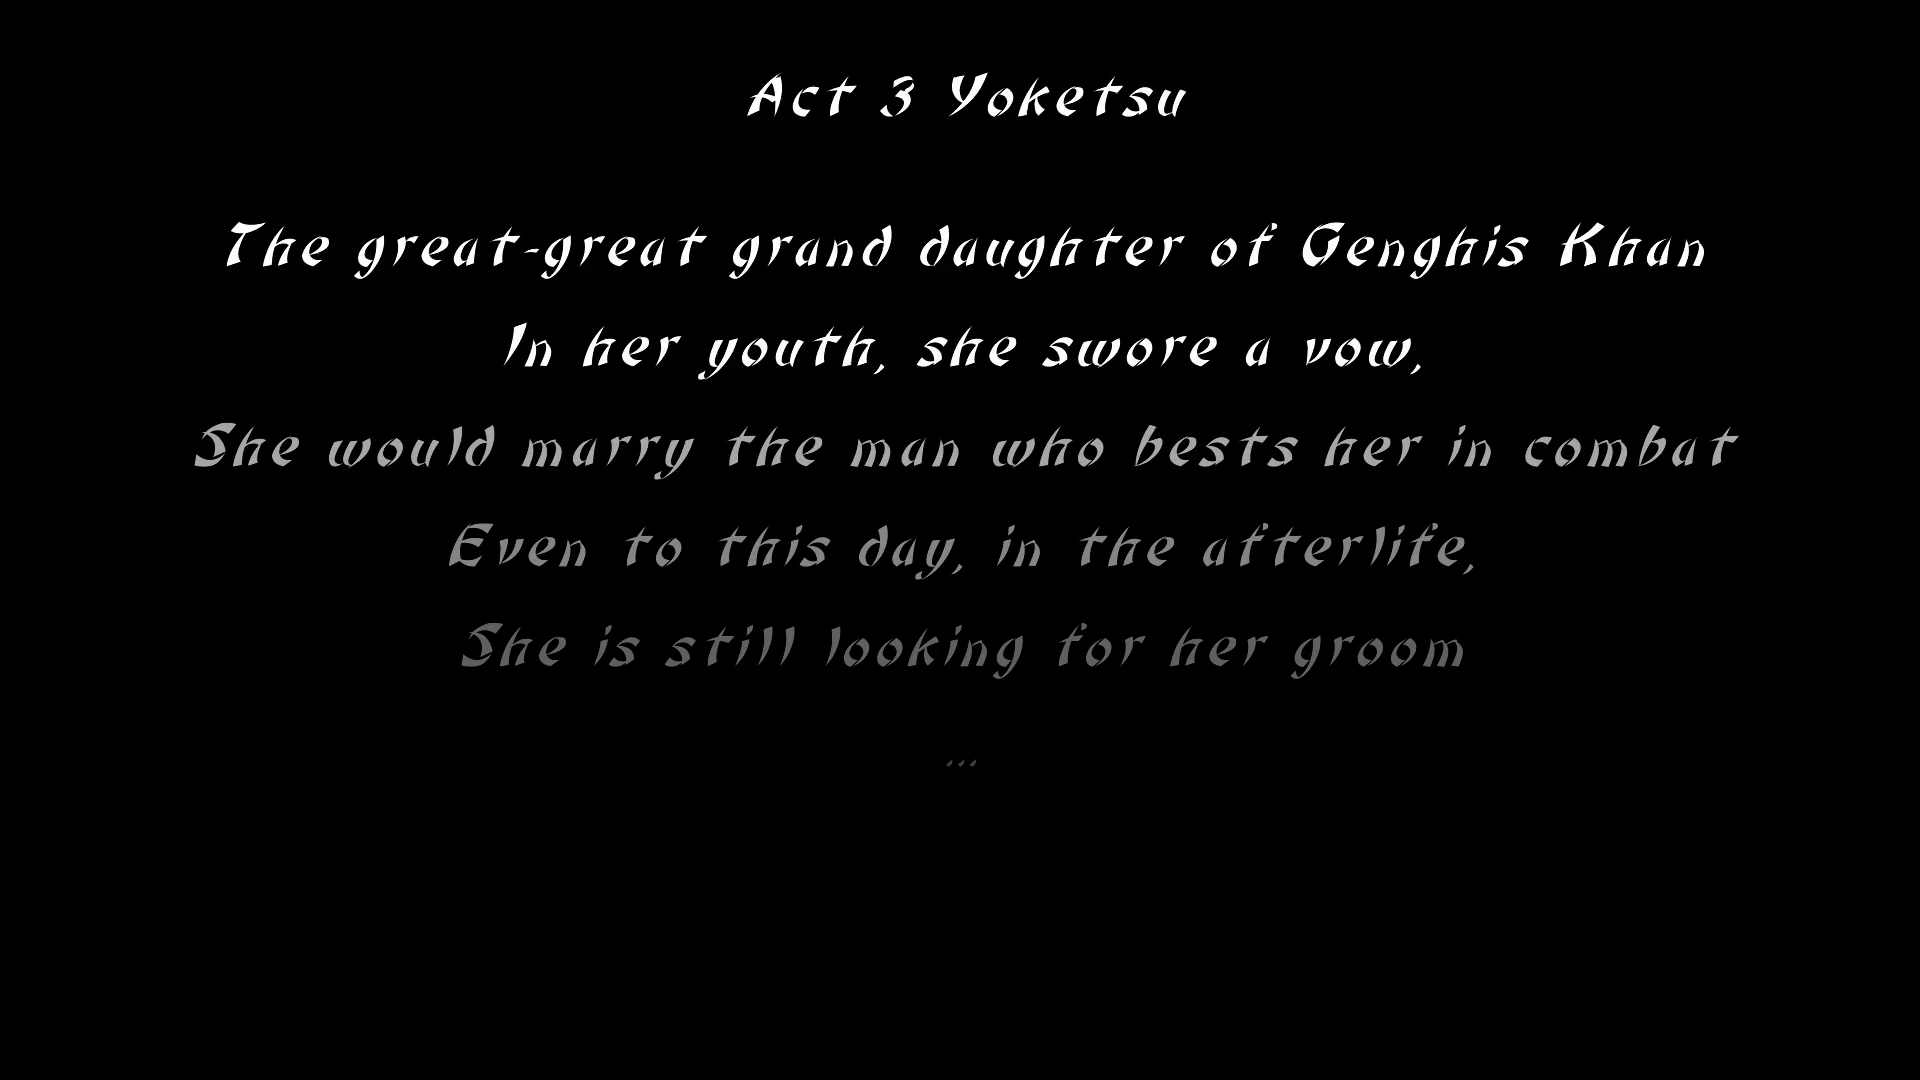 Act 3 Yoketsu
The great-great grand daughter of Genghis Khan
In her youth, she swore a vow,
She would marry the man who bests her in combat
Even to this day, in the afterlife,
She is still looking for her groom
...